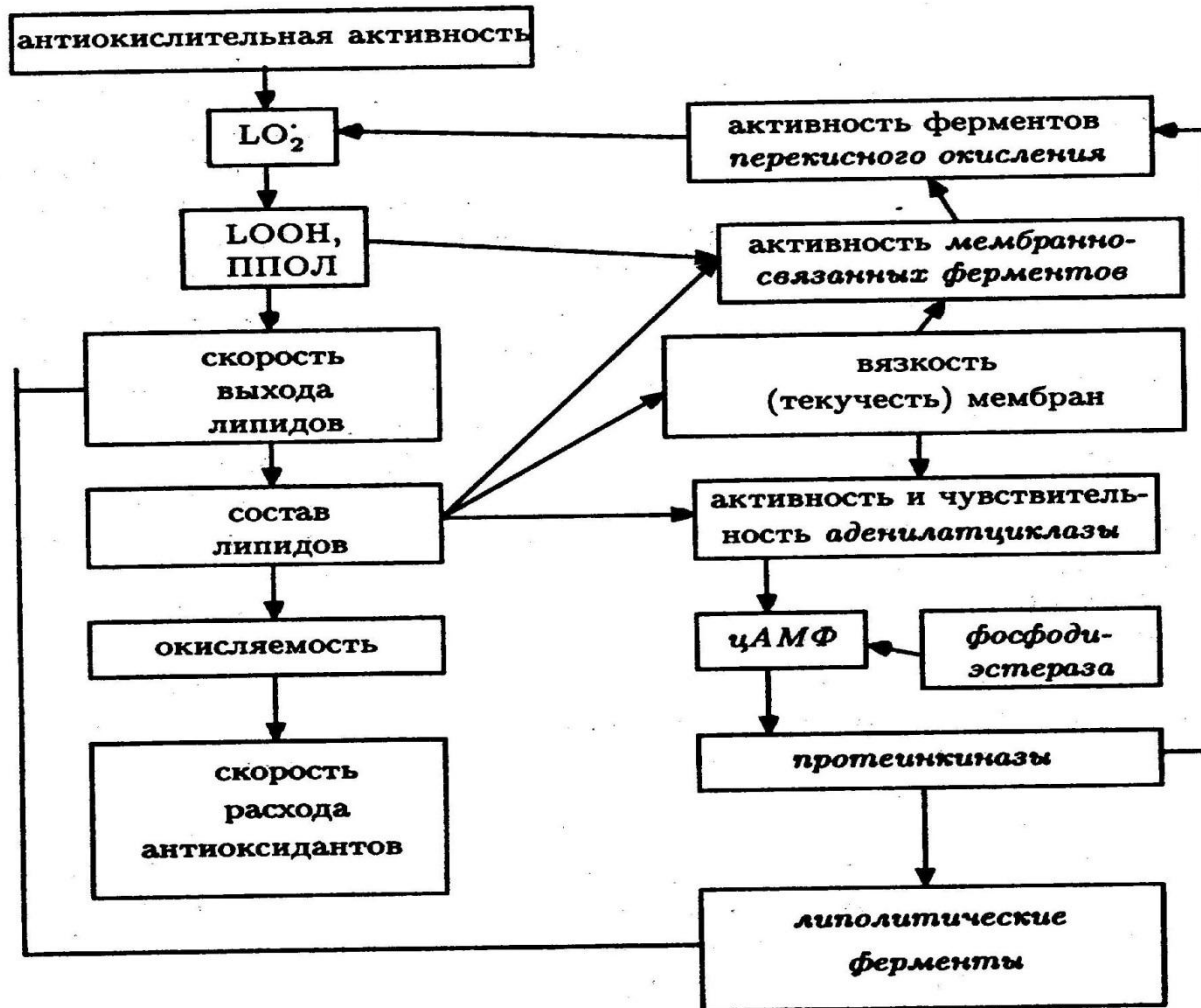 антиокислительная активность
LO₂˙
LOOH,
ППОЛ
скорость
выхода
липидов
состав
липидов
окисляемость
скорость
расхода
антиоксидантов
активность ферментов
перекисного окисления
активность мембранно-
связанных ферментов
вязкость
(текучесть) мембран
активность и чувствитель-
ность аденилатциклазы
цАМФ
фосфоди-
эстераза
протеинкиназы
липолитические
ферменты